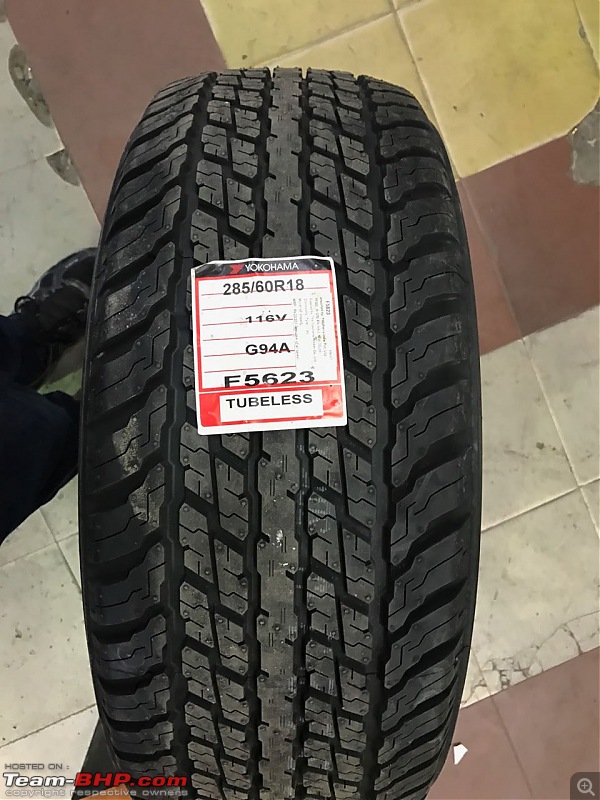 YOKOHAMA
285/60R18
116V
G94A
F5623
TUBELESS
HOSTED ON :
Team-BHP.com
copyright respective owners